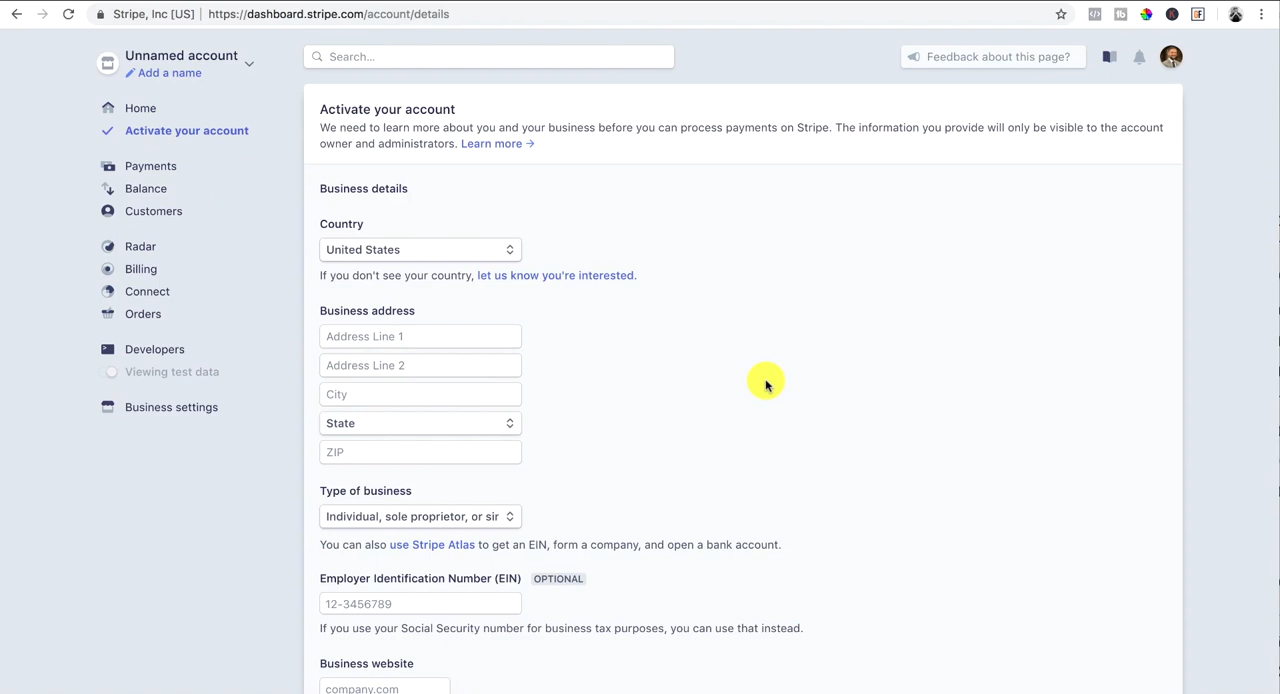 Stripe, Inc [US] | https://dashboard.stripe.com/account/details
Unnamed account
Add a name
Search...
Feedback about this page?
Home
Activate your account
Payments
Balance
Customers
Radar
Billing
Connect
Orders
Developers
Viewing test data
Business settings
Activate your account
We need to learn more about you and your business before you can process payments on Stripe. The information you provide will only be visible to the account
owner and administrators. Learn more →
Business details
Country
United States
If you don't see your country, let us know you're interested.
Business address
Address Line 1
Address Line 2
City
State
ZIP
Type of business
Individual, sole proprietor, or sir
You can also use Stripe Atlas to get an EIN, form a company, and open a bank account.
Employer Identification Number (EIN) OPTIONAL
12-3456789
If you use your Social Security number for business tax purposes, you can use that instead.
Business website
company.com